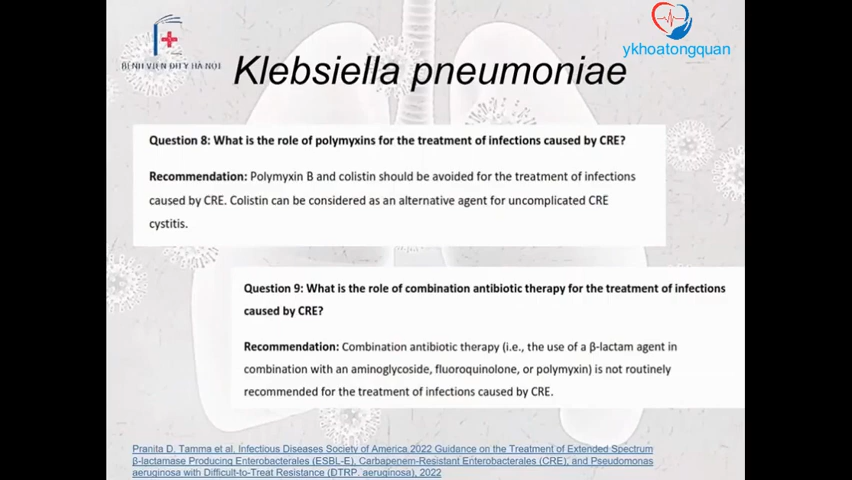 BỆNH VIỆN ĐH Y HÀ NỘI
ykhoatongquan
Klebsiella pneumoniae
Question 8: What is the role of polymyxins for the treatment of infections caused by CRE?
Recommendation: Polymyxin B and colistin should be avoided for the treatment of infections
caused by CRE. Colistin can be considered as an alternative agent for uncomplicated CRE
cystitis.
Question 9: What is the role of combination antibiotic therapy for the treatment of infections
caused by CRE?
Recommendation: Combination antibiotic therapy (i.e., the use of a β-lactam agent in
combination with an aminoglycoside, fluoroquinolone, or polymyxin) is not routinely
recommended for the treatment of infections caused by CRE.
Pranita D. Tamma et al, Infectious Diseases Society of America 2022 Guidance on the Treatment of Extended Spectrum
β-lactamase Producing Enterobacterales (ESBL-E), Carbapenem-Resistant Enterobacterales (CRE), and Pseudomonas
aeruginosa with Difficult-to-Treat Resistance (DTRP. aeruginosa), 2022